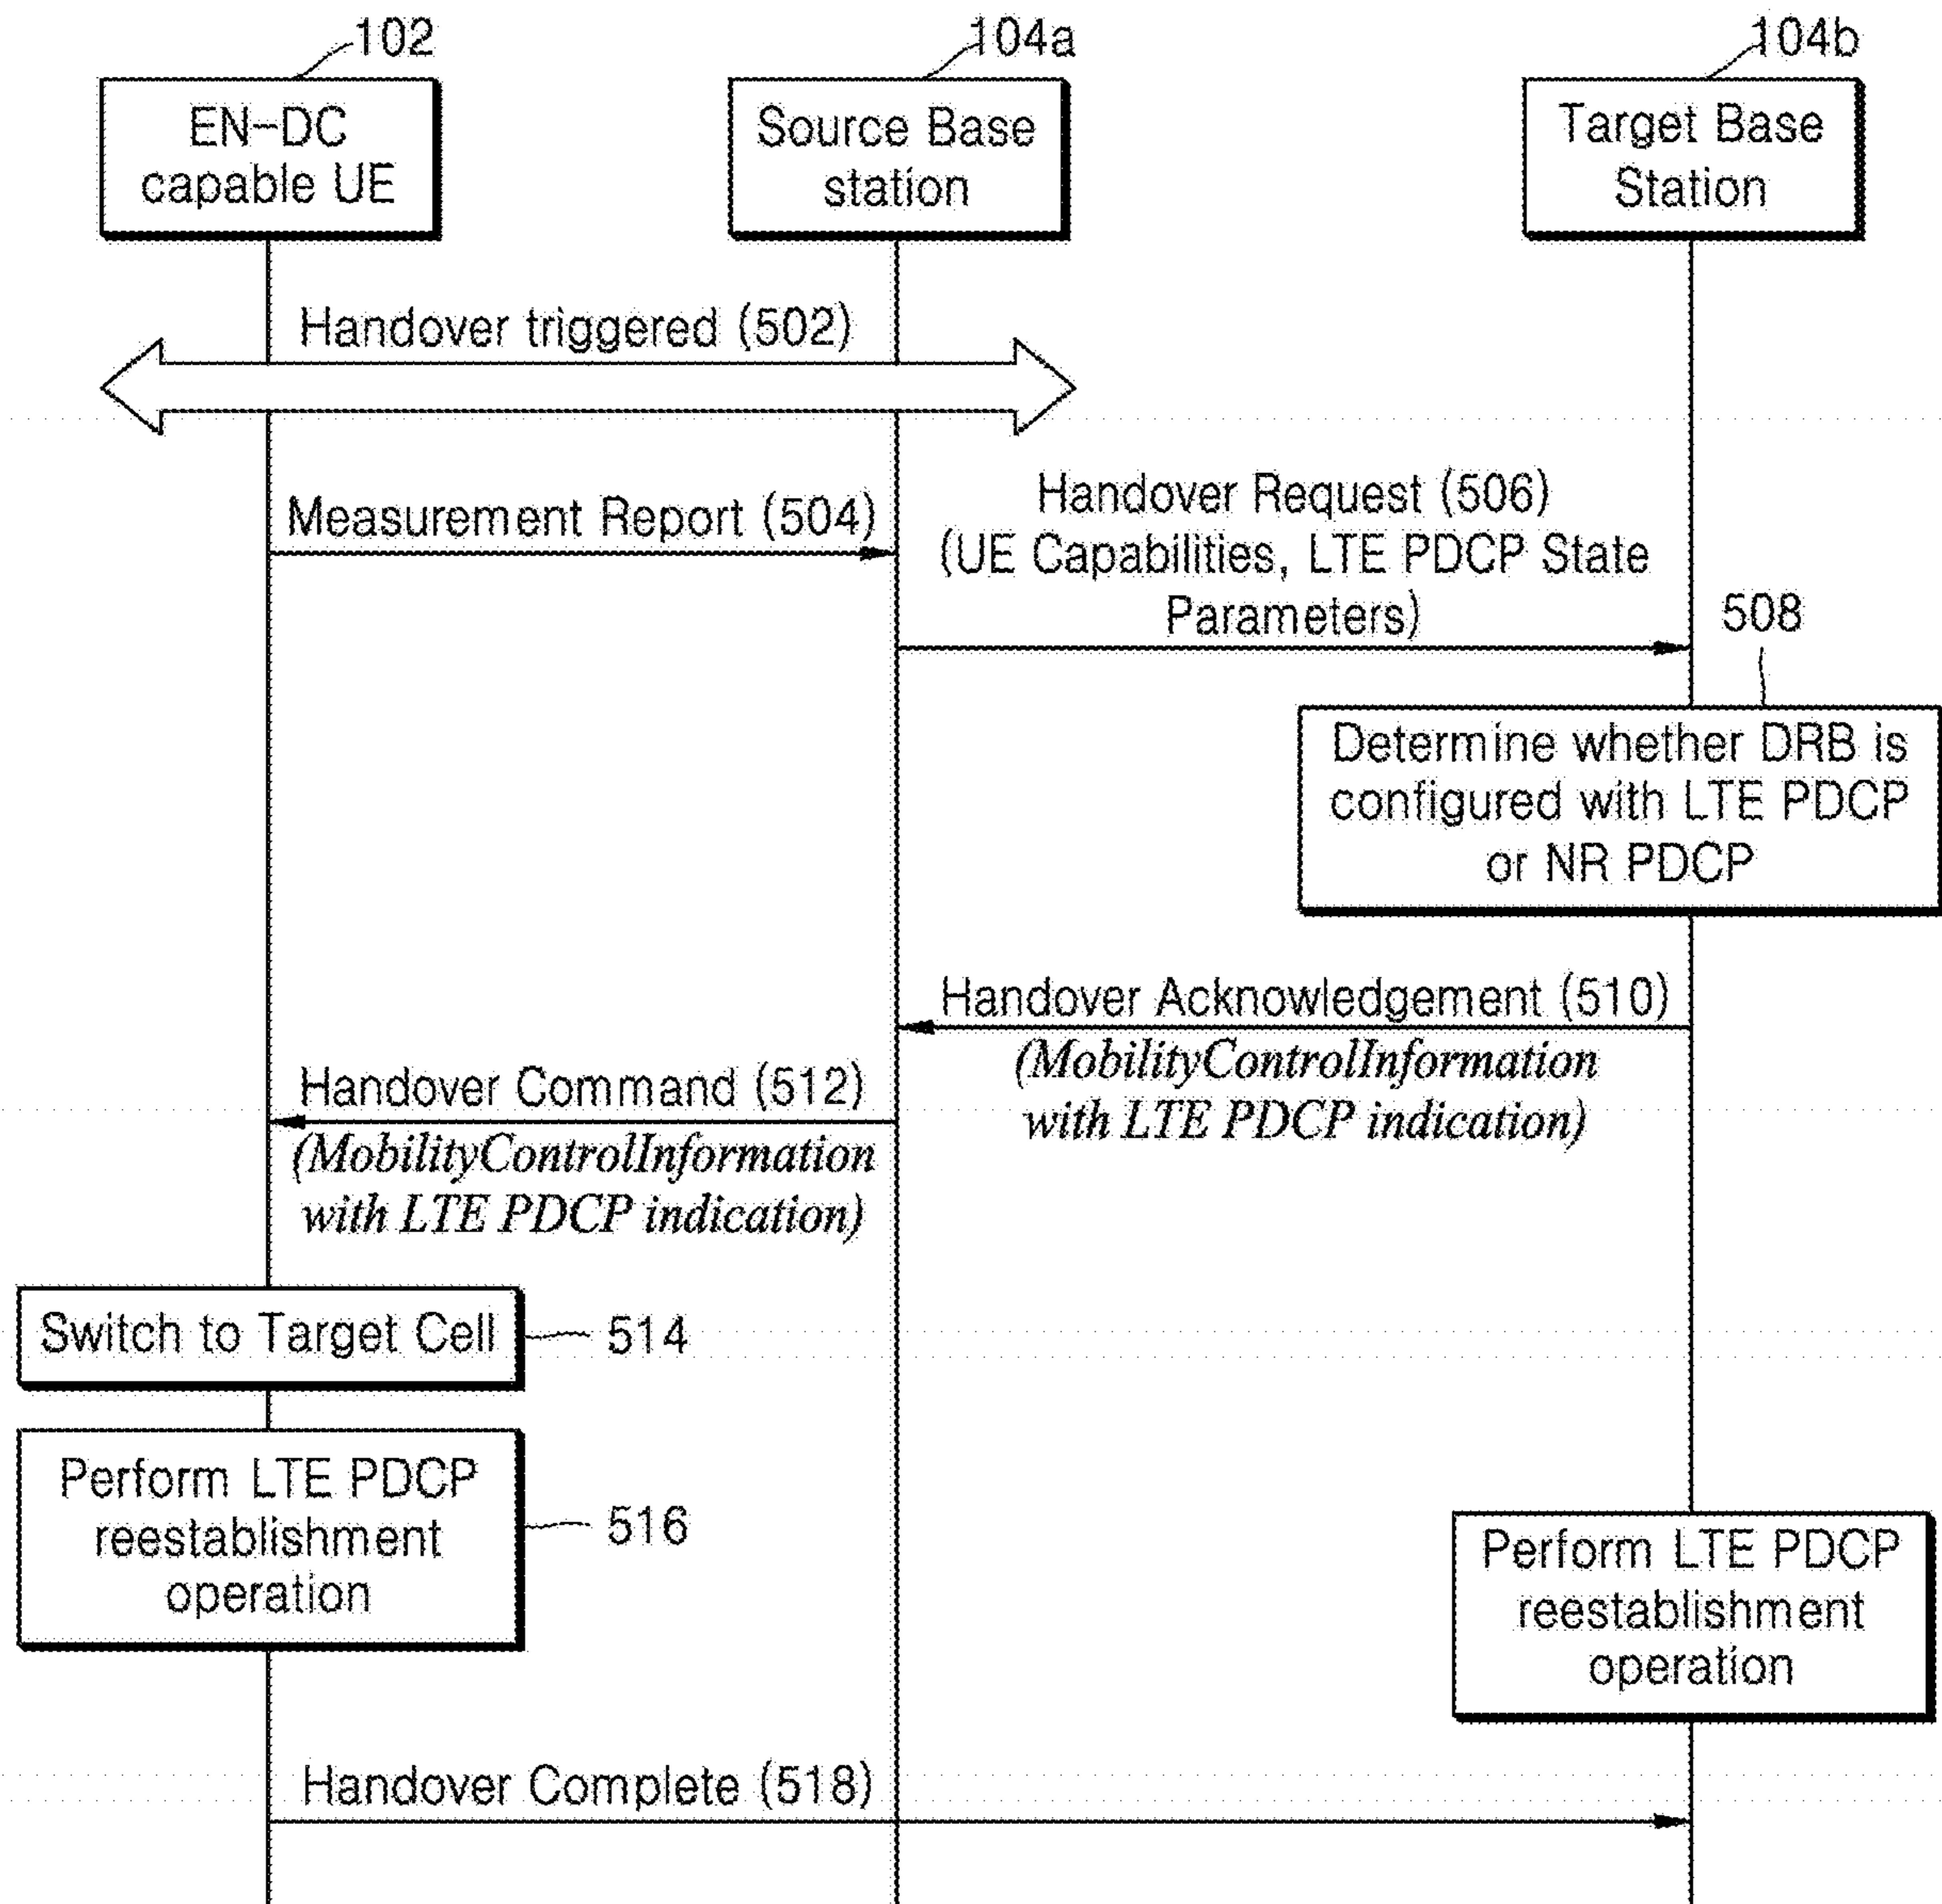 102
104a
104b
EN-DC
capable UE
Source Base
station
Target Base
Station
Handover triggered (502)
Measurement Report (504)
Handover Request (506)
(UE Capabilities, LTE PDCP State
Parameters)
508
Determine whether DRB is
configured with LTE PDCP
or NR PDCP
Handover Acknowledgement (510)
(MobilityControlInformation
with LTE PDCP indication)
Handover Command (512)
(MobilityControlInformation
with LTE PDCP indication)
Switch to Target Cell
514
Perform LTE PDCP
reestablishment
operation
516
Perform LTE PDCP
reestablishment
operation
Handover Complete (518)